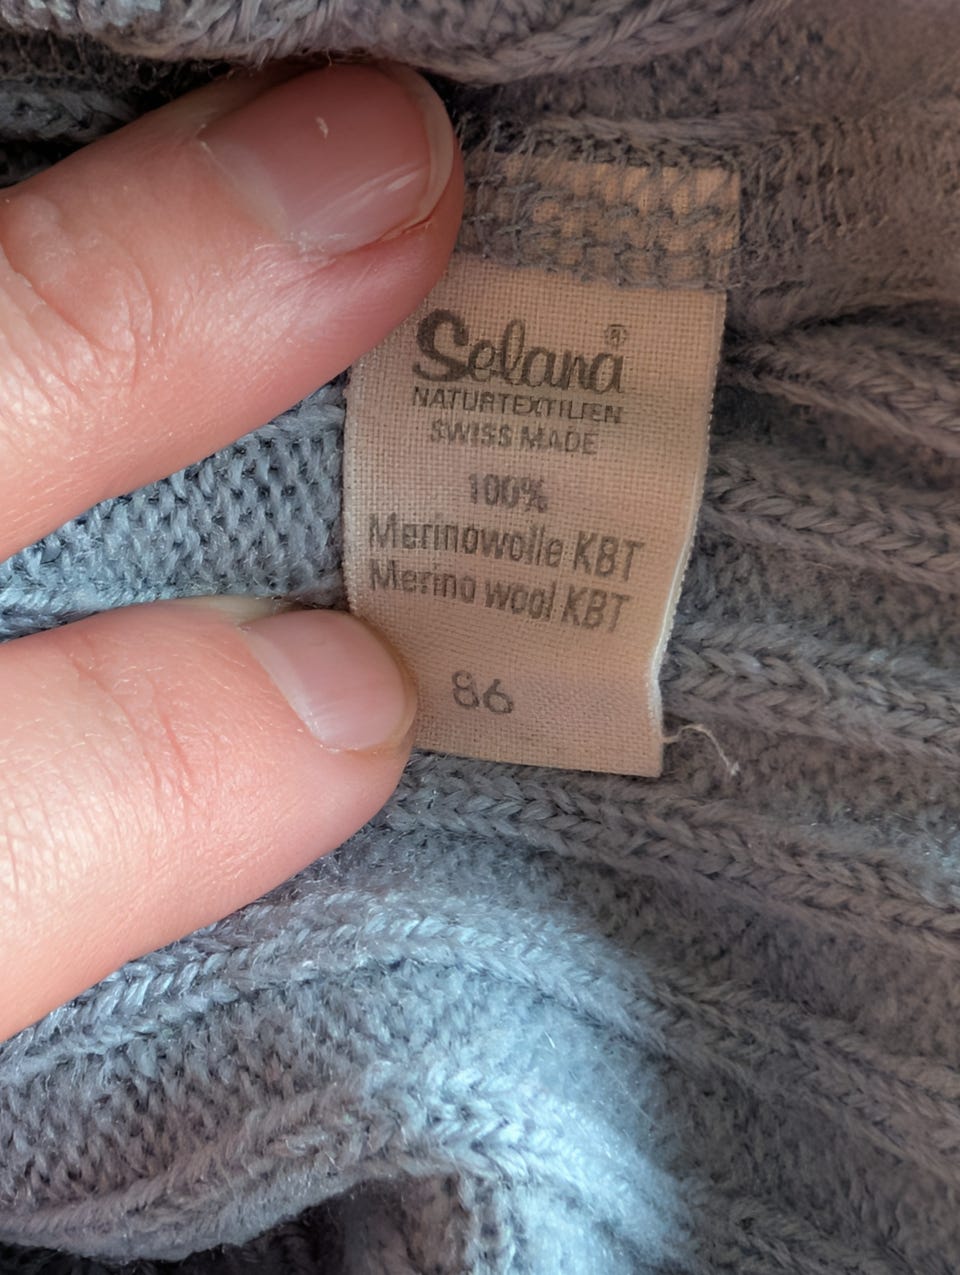 Selana®
NATURTEXTILIEN
SWISS MADE
100%
Merinowolle KBT
Merino wool KBT
86